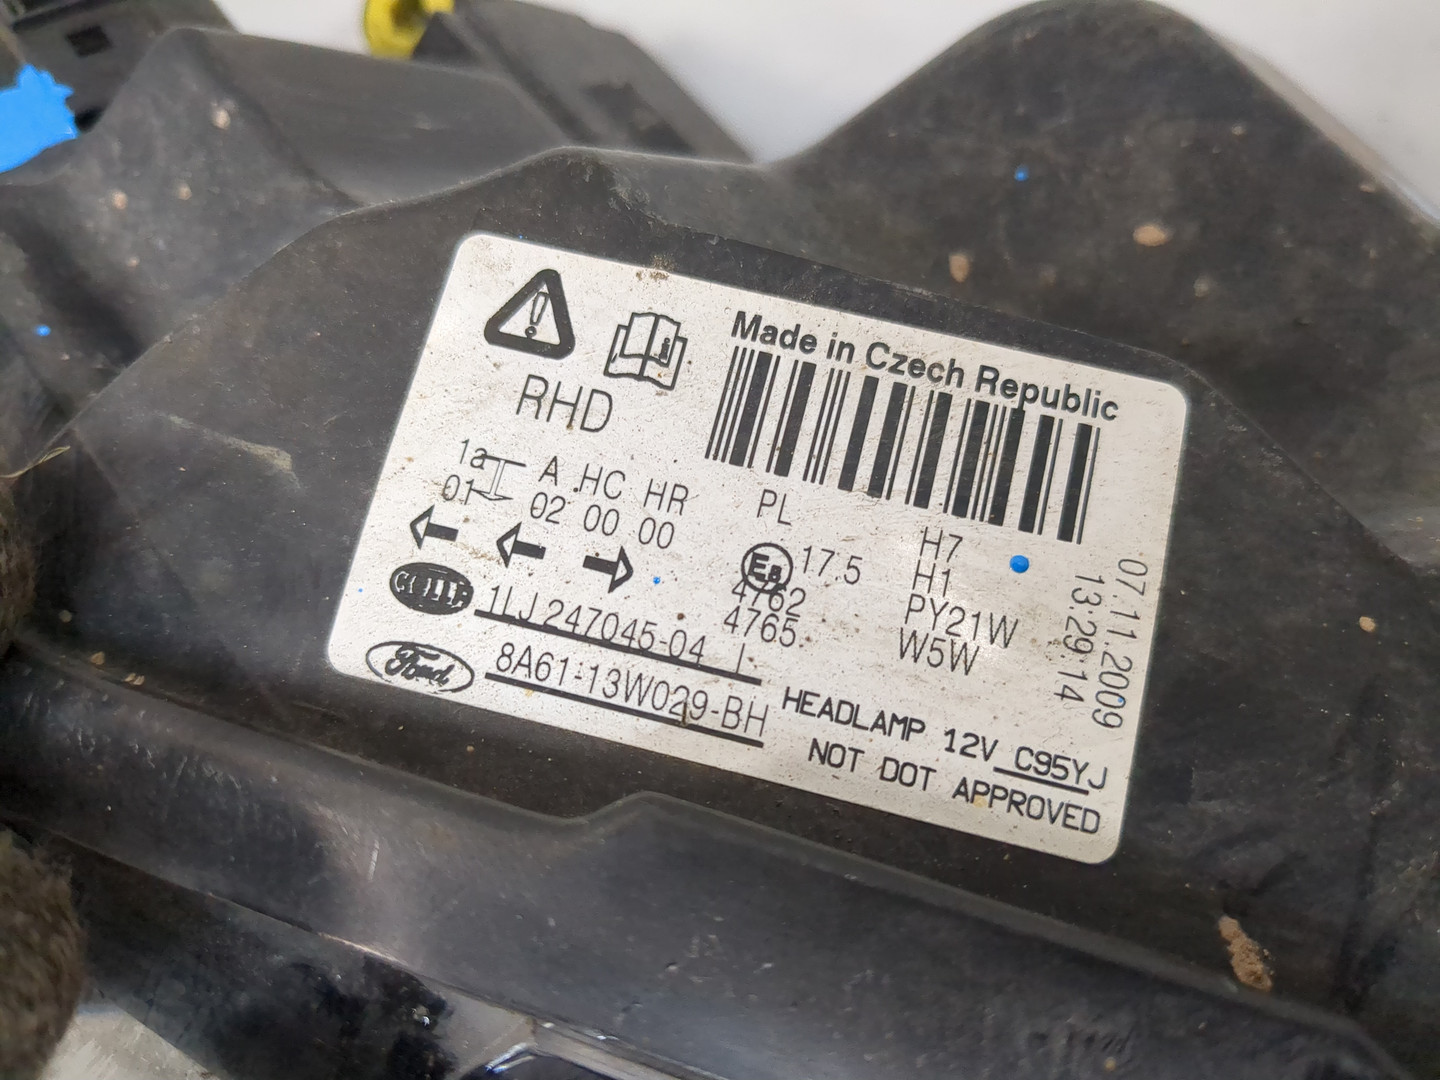 Made in Czech Republic
RHD
1a A HC HR PL
01 02 00 00
E8 17.5
4762
4765
H7
H1
PY21W
W5W
07.11.2009
13:29:14
HELLA 1LJ 247045-04 L
Ford 8A61-13W029-BH
HEADLAMP 12V C95YJ
NOT DOT APPROVED